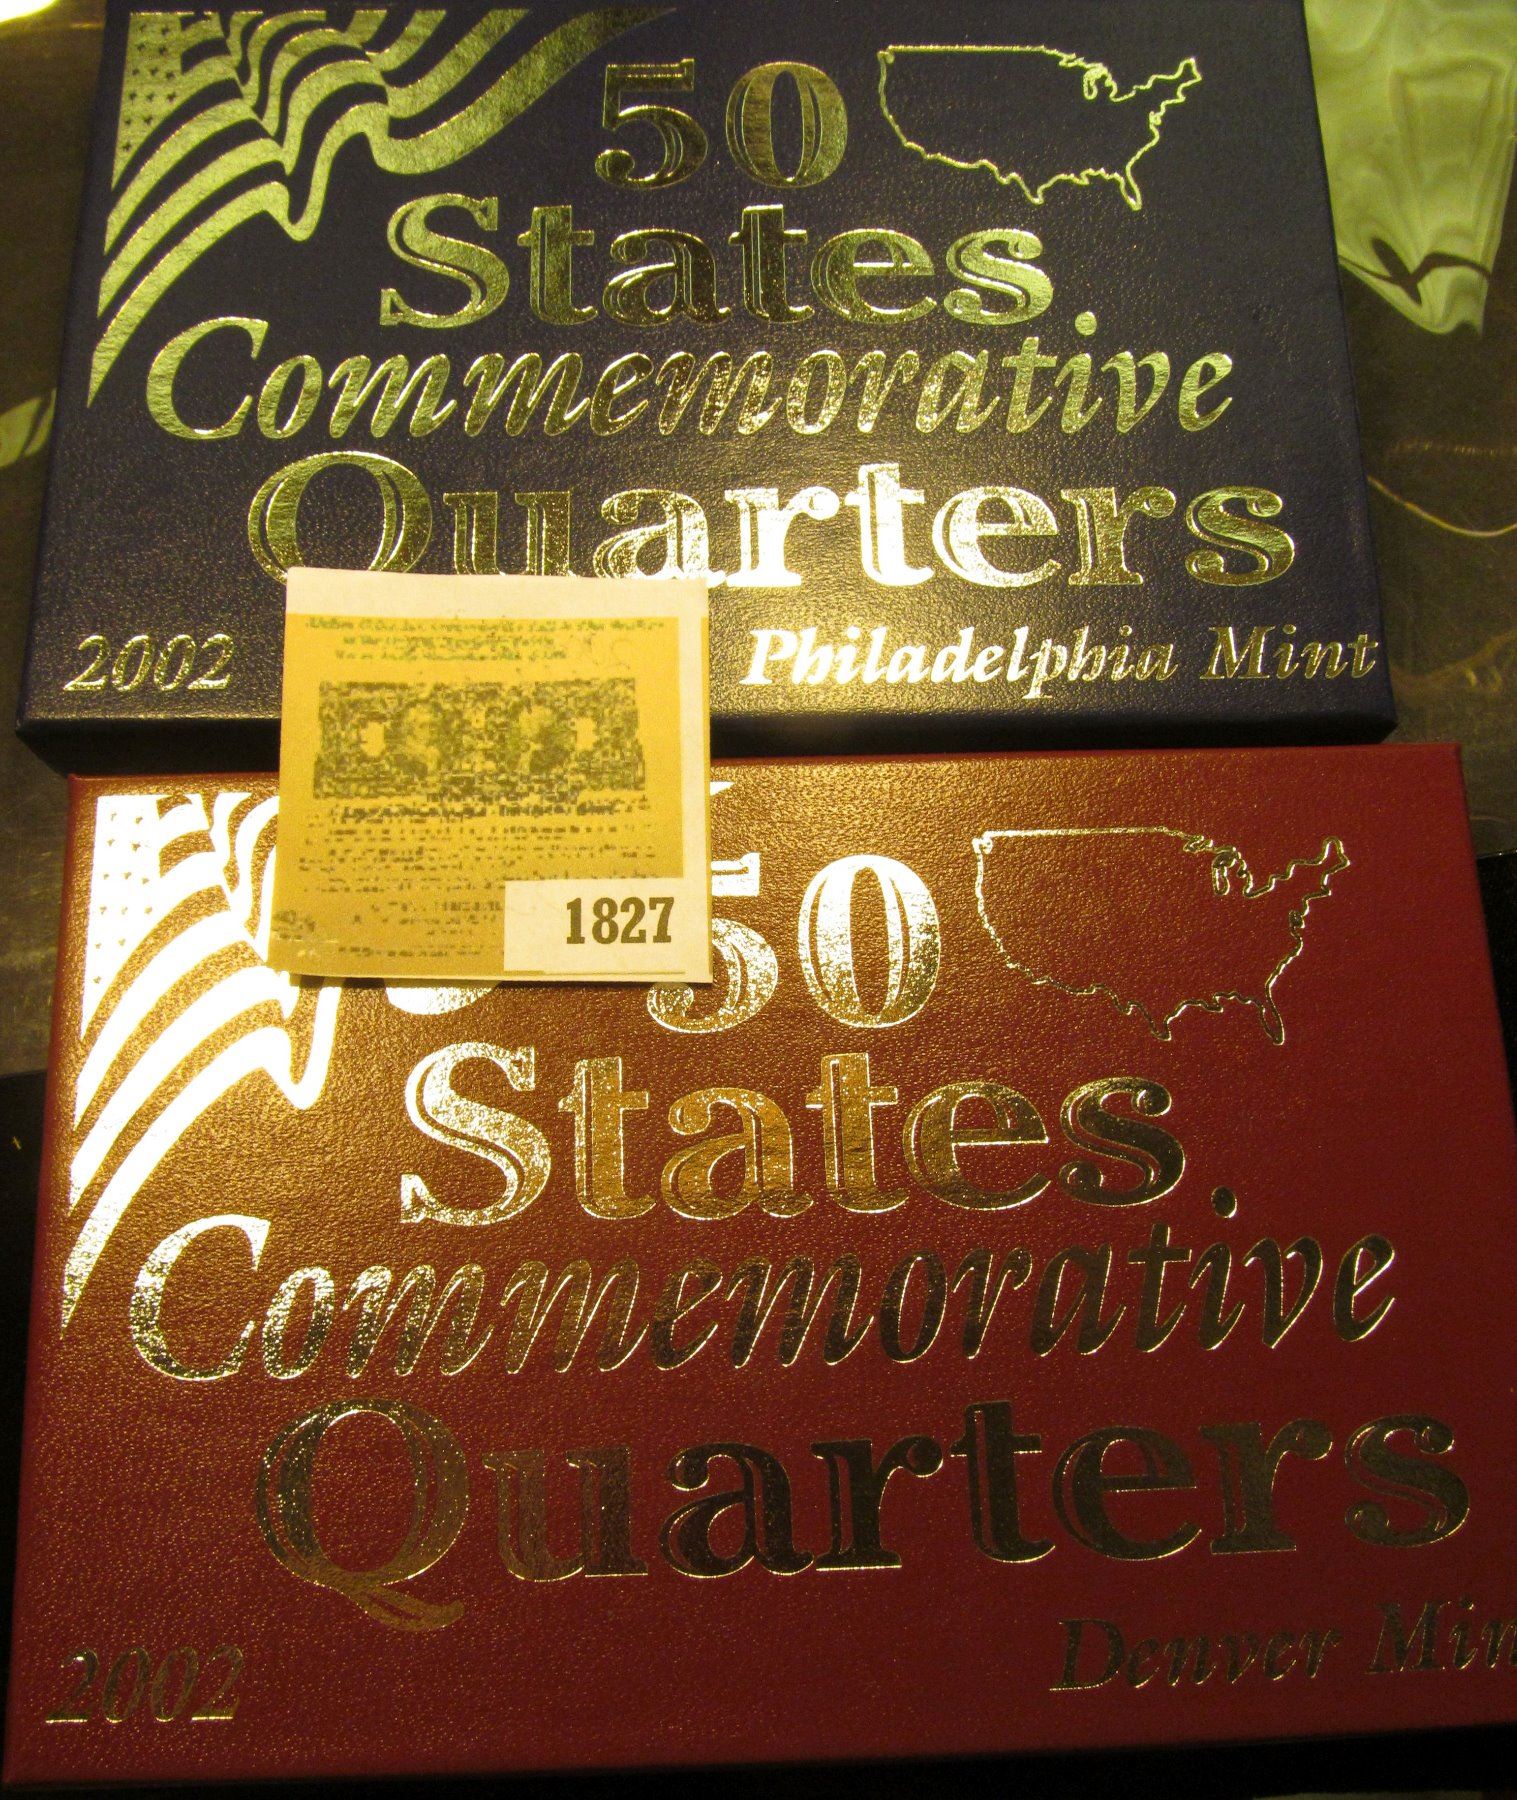 50
States
Commemorative
Quarters
2002
Philadelphia Mint
1827
50
States
Commemorative
Quarters
2002
Denver Min